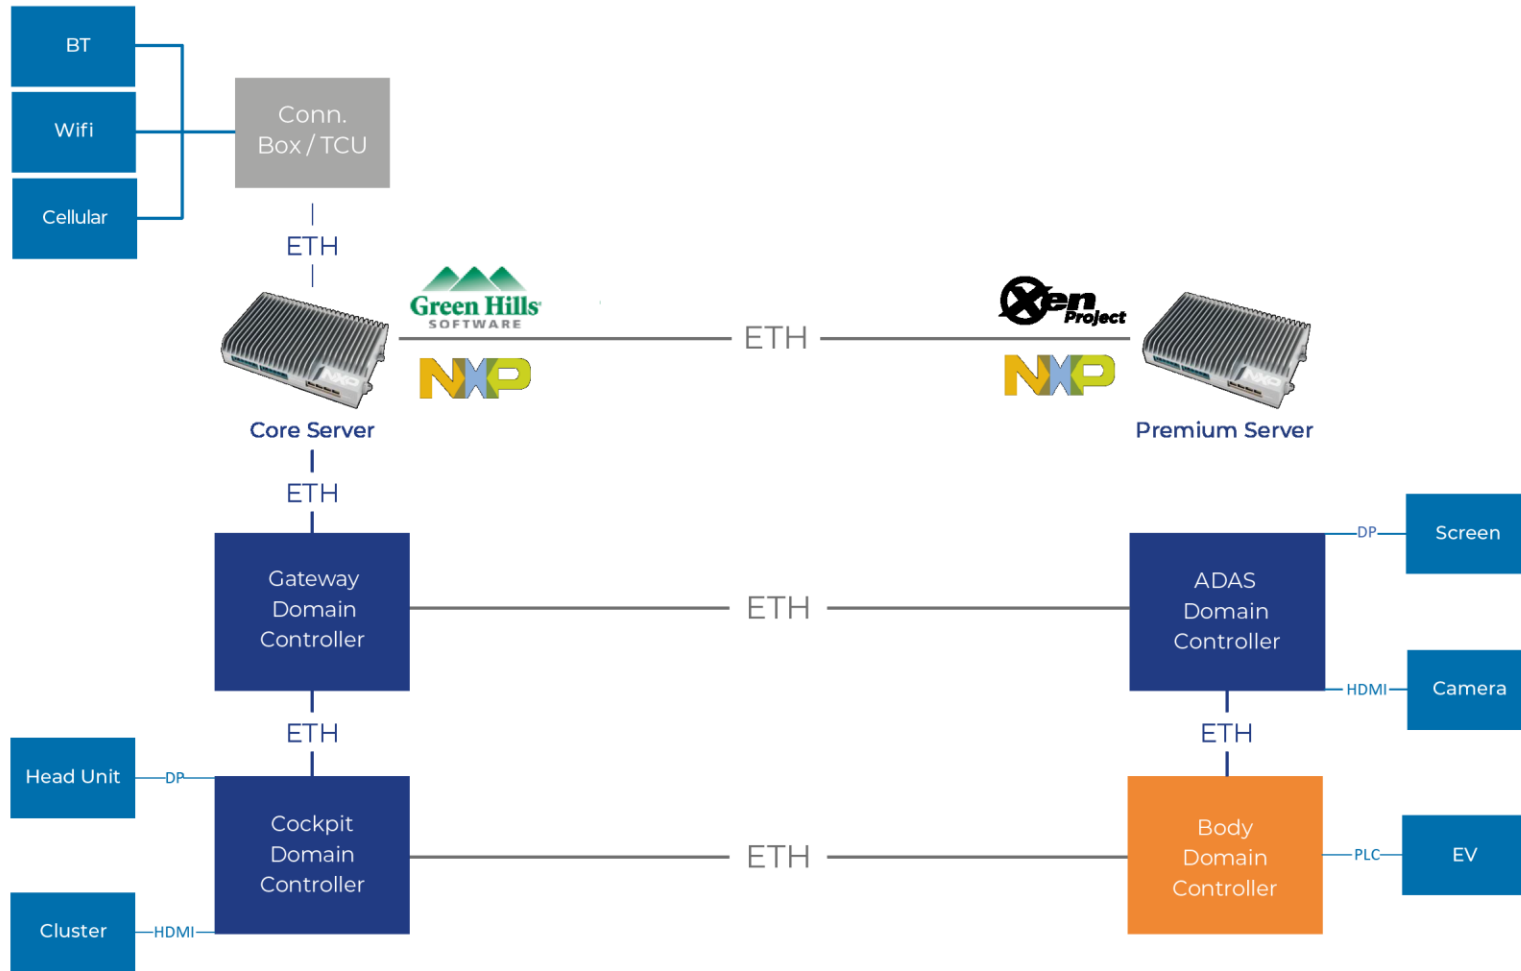 BT
Wifi
Cellular
Conn.
Box / TCU
ETH
Green Hills
SOFTWARE
NXP
NXP
Core Server
ETH
Xen
Project
NXP
NXP
Premium Server
ETH
Gateway
Domain
Controller
ETH
ADAS
Domain
Controller
DP
Screen
HDMI
Camera
ETH
ETH
Head Unit
DP
Cockpit
Domain
Controller
Cluster
HDMI
ETH
Body
Domain
Controller
PLC
EV